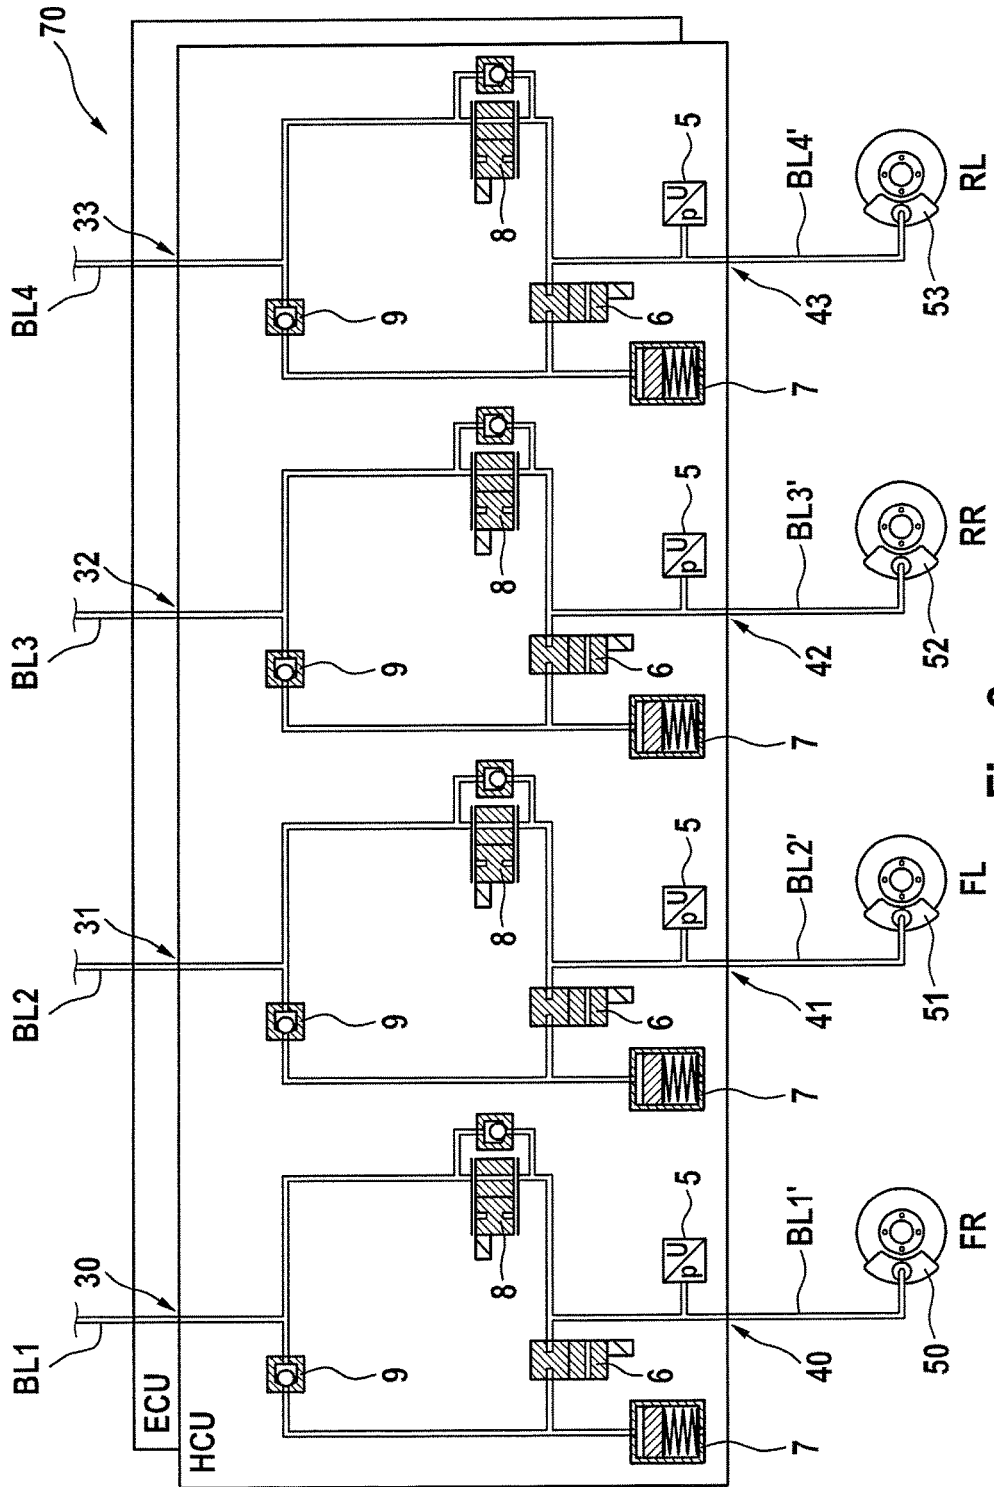 BL1 BL2 BL3 BL4
70
30 31 32 33
ECU
HCU
9 9 9 9
8 8 8 8
6 6 6 6
5 5 5 5
p U p U p U p U
7 7 7 7
BL1' BL2' BL3' BL4'
40 41 42 43
50 51 52 53
FR FL RR RL